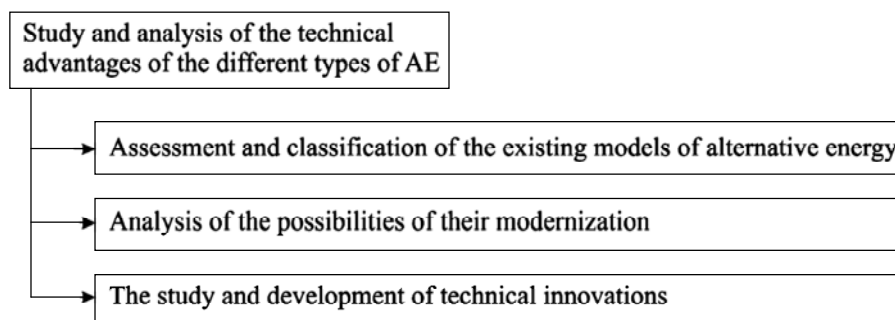 Study and analysis of the technical
advantages of the different types of AE
Assessment and classification of the existing models of alternative energy
Analysis of the possibilities of their modernization
The study and development of technical innovations